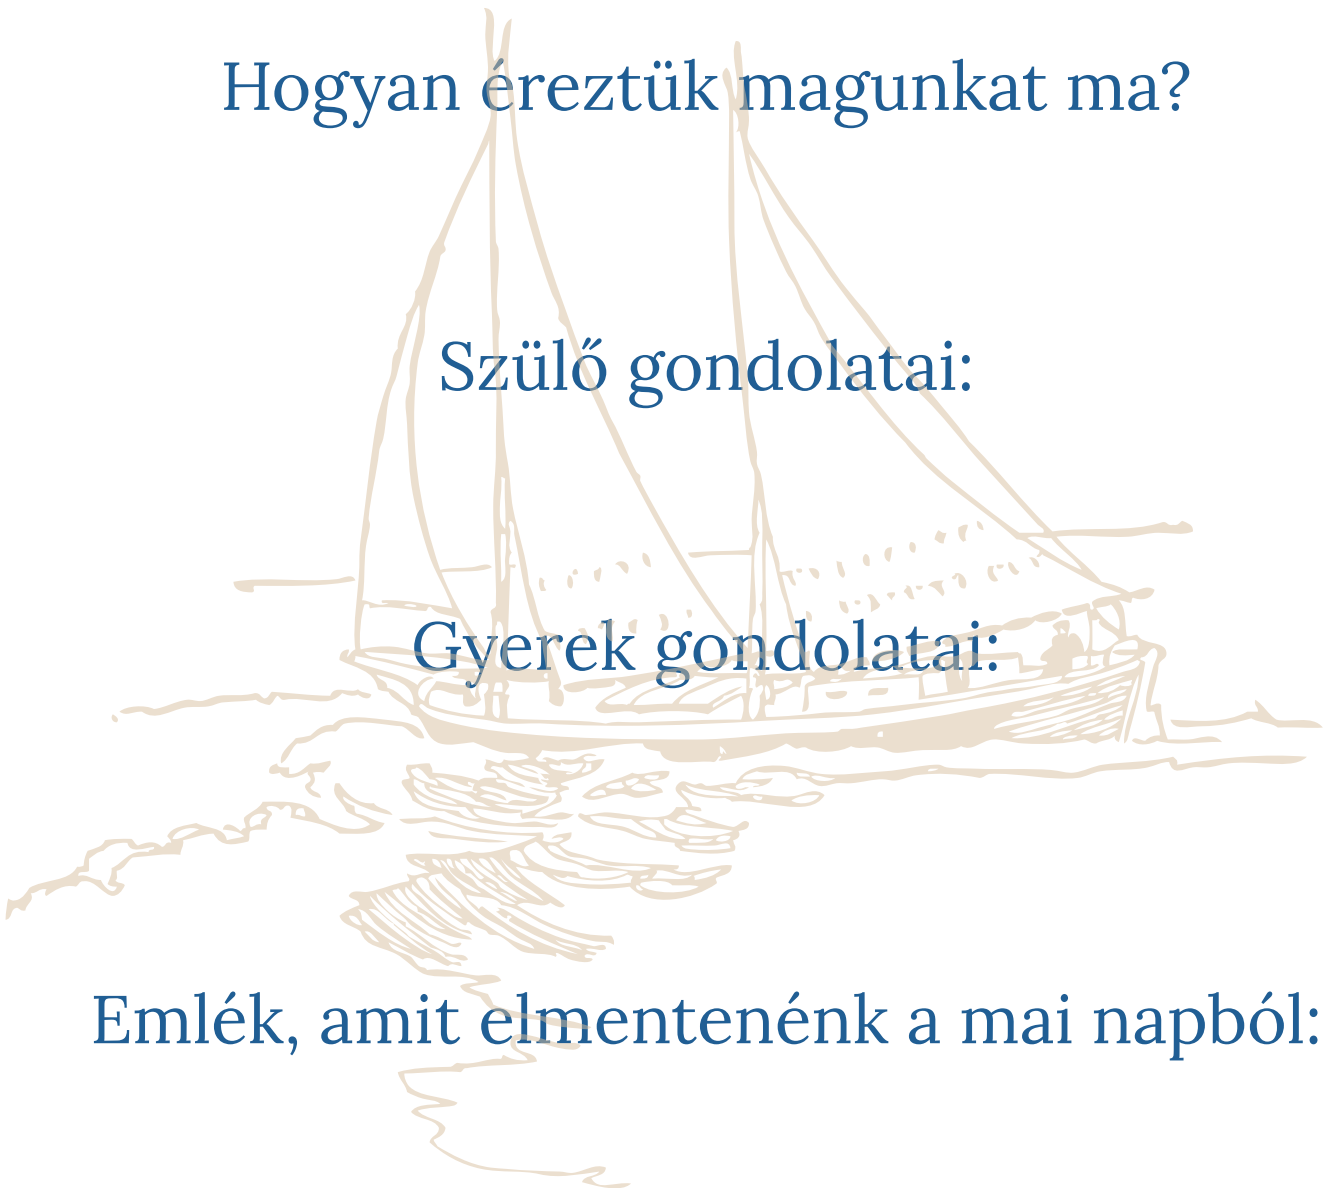 Hogyan éreztük magunkat ma?
Szülő gondolatai:
Gyerek gondolatai:
Emlék, amit elmentenénk a mai napból: